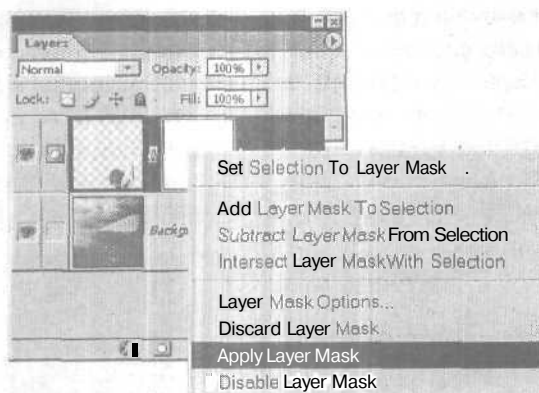 Layers
Normal Opacity: 100%
Lock: Fill: 100%
Set Selection To Layer Mask
Add Layer Mask To Selection
Backgr
Subtract Layer Mask From Selection
Intersect Layer Mask With Selection
Layer Mask Options...
Discard Layer Mask
Apply Layer Mask
Disable Layer Mask